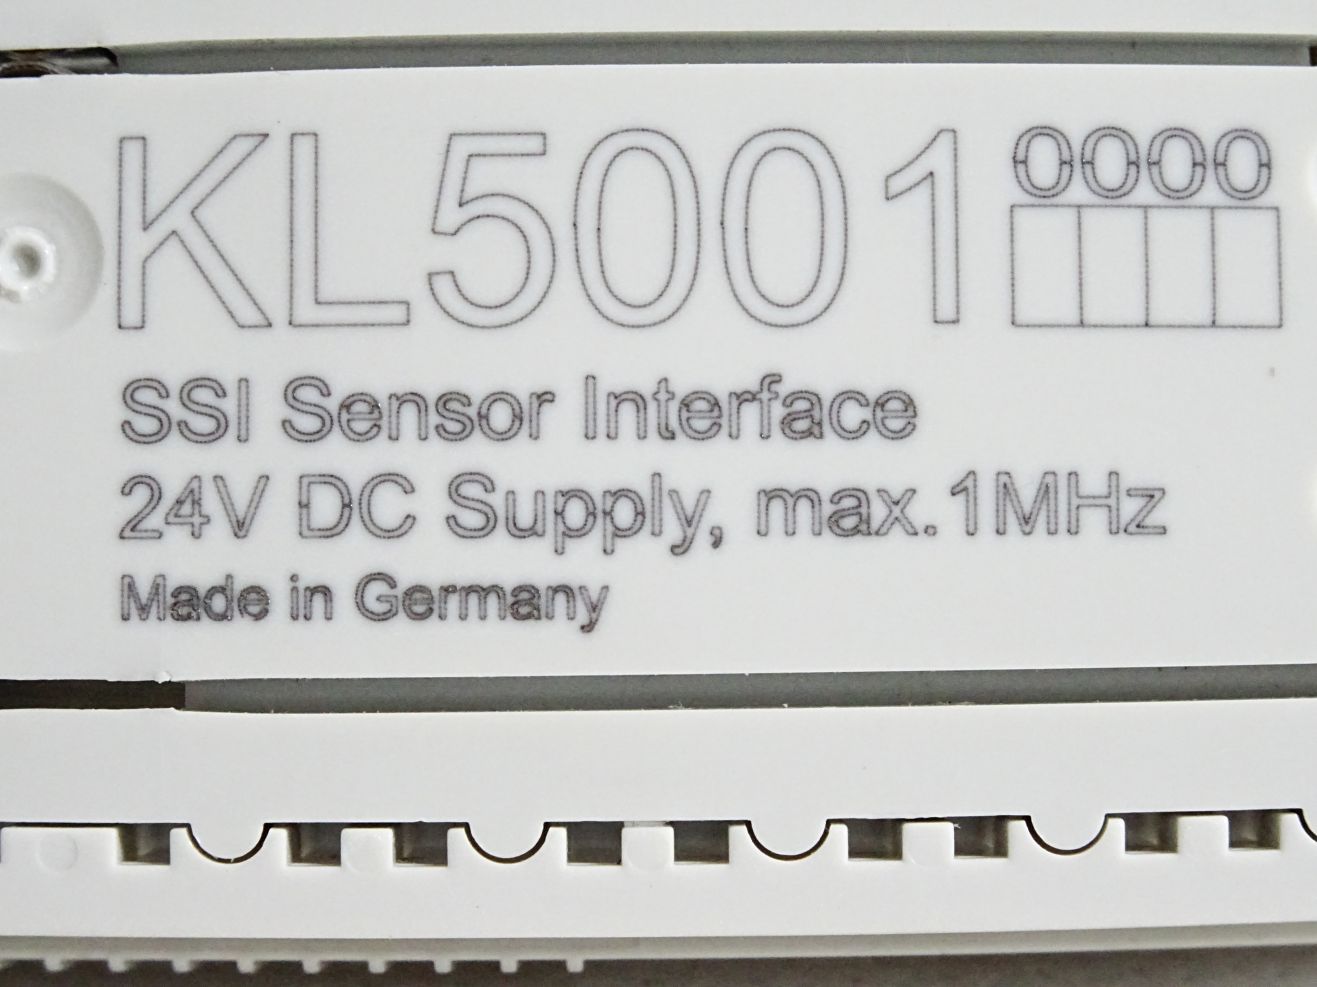 KL5001 0000
SSI Sensor Interface
24V DC Supply, max. 1MHz
Made in Germany